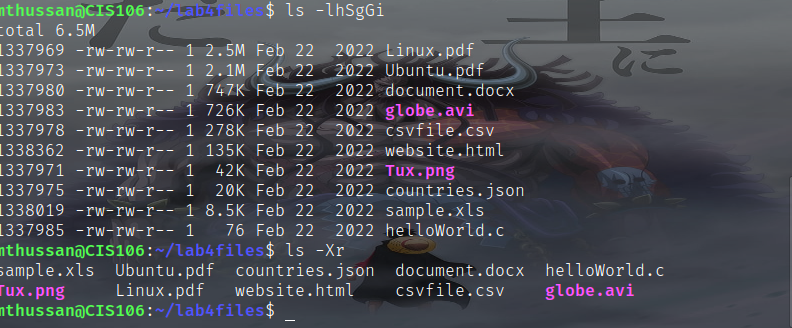 mthussan@CIS106:~/lab4files$ ls -lhSgGi
total 6.5M
1337969 -rw-rw-r-- 1 2.5M Feb 22  2022 Linux.pdf
1337973 -rw-rw-r-- 1 2.1M Feb 22  2022 Ubuntu.pdf
1337980 -rw-rw-r-- 1 747K Feb 22  2022 document.docx
1337983 -rw-rw-r-- 1 726K Feb 22  2022 globe.avi
1337978 -rw-rw-r-- 1 278K Feb 22  2022 csvfile.csv
1338362 -rw-rw-r-- 1 135K Feb 22  2022 website.html
1337971 -rw-rw-r-- 1  42K Feb 22  2022 Tux.png
1337975 -rw-rw-r-- 1  20K Feb 22  2022 countries.json
1338019 -rw-rw-r-- 1 8.5K Feb 22  2022 sample.xls
1337985 -rw-rw-r-- 1   76 Feb 22  2022 helloWorld.c
mthussan@CIS106:~/lab4files$ ls -Xr
sample.xls  Ubuntu.pdf  countries.json  document.docx  helloWorld.c
Tux.png     Linux.pdf   website.html    csvfile.csv    globe.avi
mthussan@CIS106:~/lab4files$ _